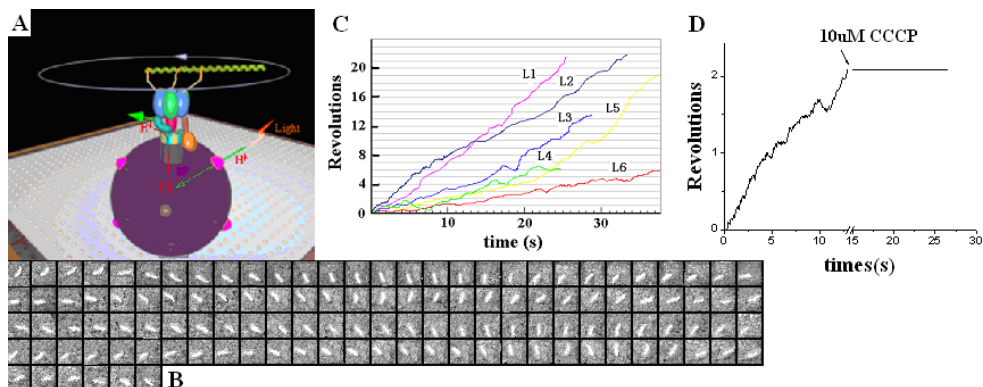 A
H
Light
H
H
C
Revolutions
20
16
12
8
4
0
L1
L2
L3
L4
L5
L6
10
20
30
time (s)
D
10uM CCCP
Revolutions
2
1
0
0
5
10
15
20
25
30
times(s)
B